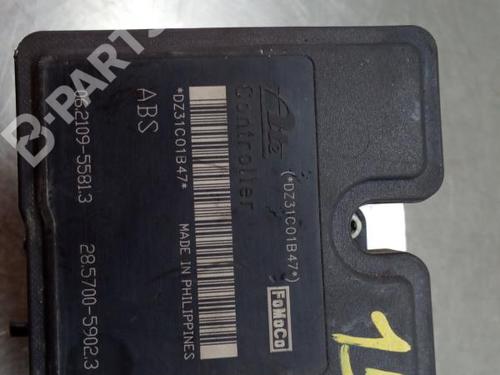 Ate
Controller
(*DZ31C01B47*)
FoMoCo
ABS
*DZ31C01B47*
MADE IN PHILIPPINES
06.2109-5581.3
28.5700-5902.3
B-PARTS